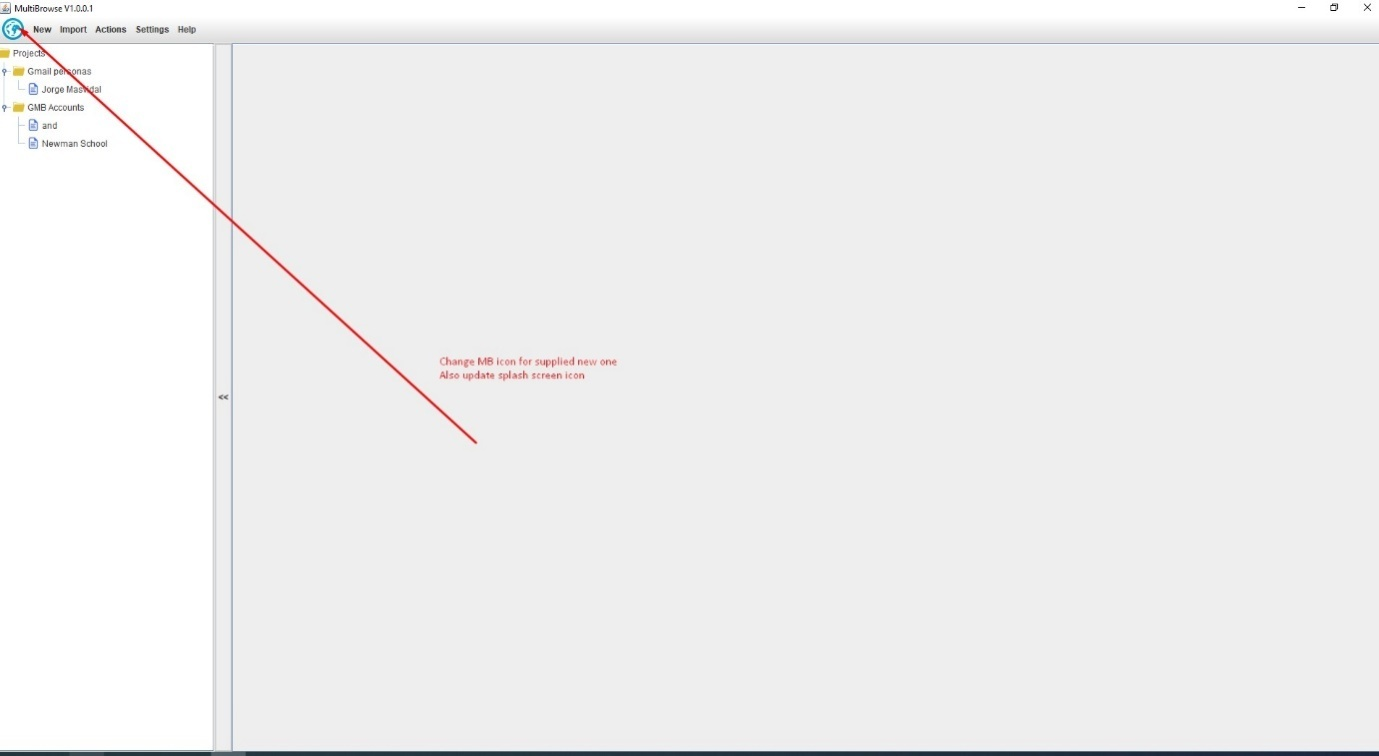 MultiBrowse V1.0.0.1
New Import Actions Settings Help
Projects
Gmail personas
Jorge Masvidal
GMB Accounts
and
Newman School
Change MB icon for supplied new one
Also update splash screen icon
<<